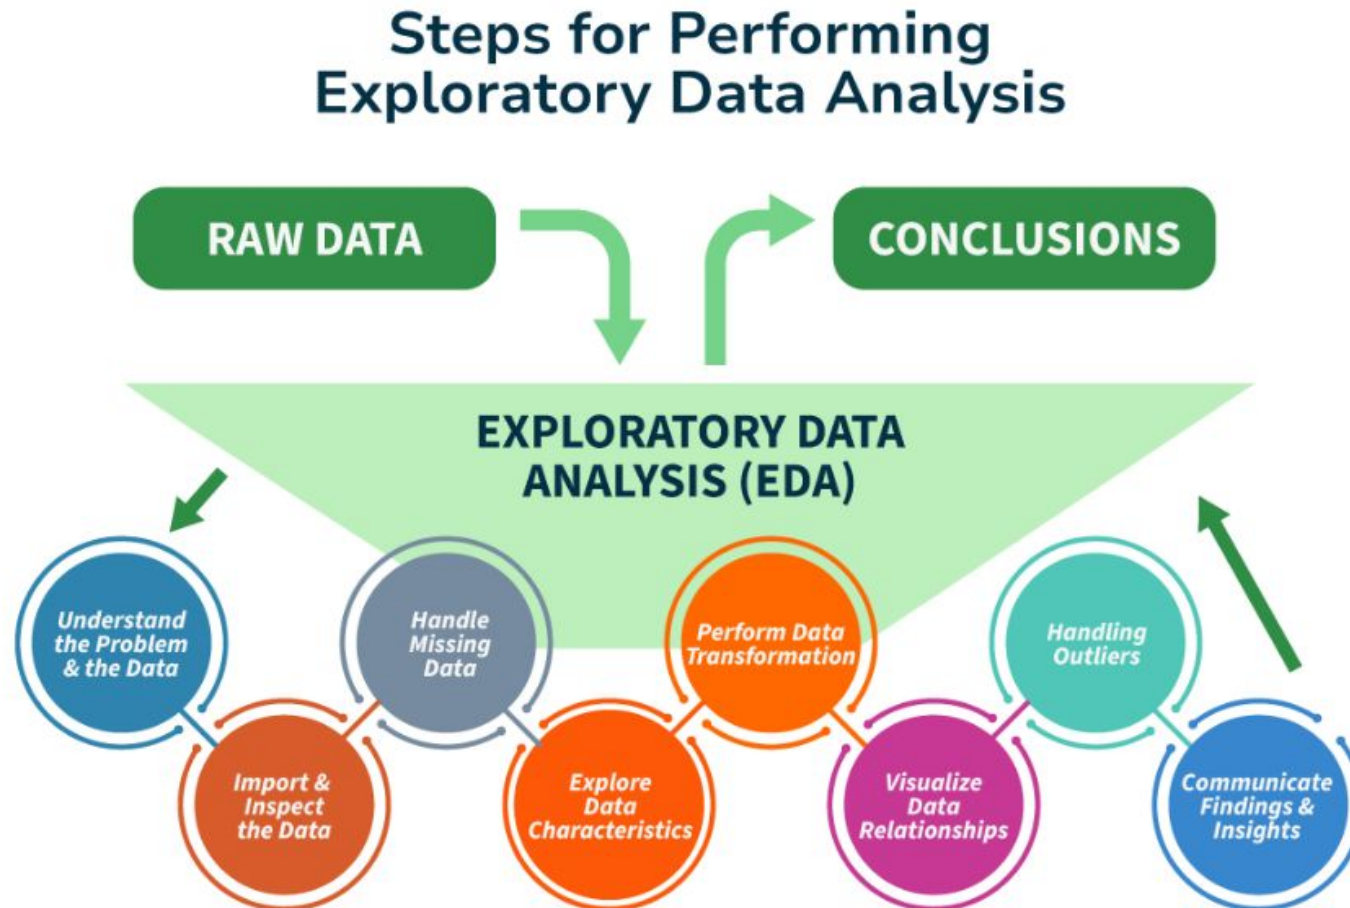 Steps for Performing
Exploratory Data Analysis
RAW DATA
CONCLUSIONS
EXPLORATORY DATA
ANALYSIS (EDA)
Understand
the Problem
& the Data
Import &
Inspect
the Data
Handle
Missing
Data
Explore
Data
Characteristics
Perform Data
Transformation
Visualize
Data
Relationships
Handling
Outliers
Communicate
Findings &
Insights